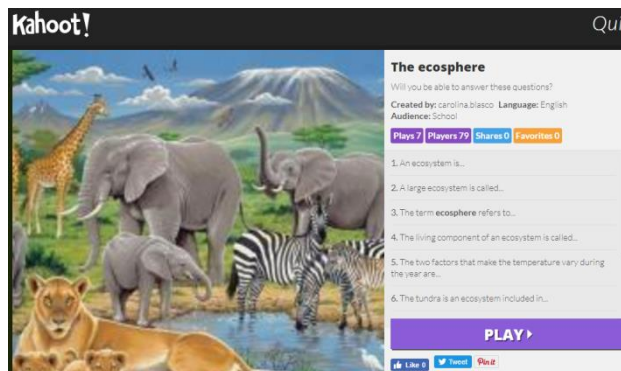 Kahoot!
Qui
The ecosphere
Will you be able to answer these questions?
Created by: carolina.blasco Language: English
Audience: School
Plays 7 Players 79 Shares 0 Favorites 0
1. An ecosystem is...
2. A large ecosystem is called...
3. The term ecosphere refers to...
4. The living component of an ecosystem is called...
5. The two factors that make the temperature vary during
the year are...
6. The tundra is an ecosystem included in...
PLAY
Like 0 Tweet Pin it